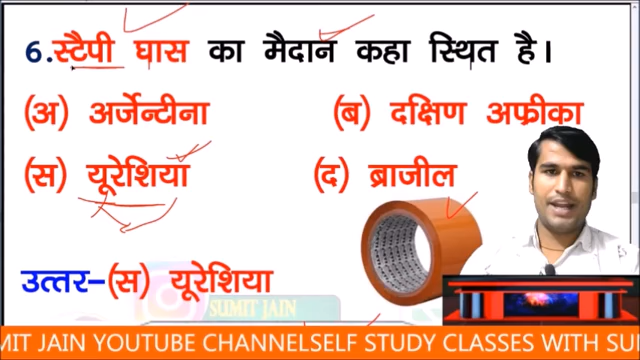 6.स्टैपी घास का मैदान कहा स्थित है।
(अ) अर्जेन्टीना
(ब) दक्षिण अफ्रीका
(स) यूरेशिया
(द) ब्राजील
उत्तर-(स) यूरेशिया
SUMIT JAIN
MIT JAIN YOUTUBE CHANNELSELF STUDY CLASSES WITH SU